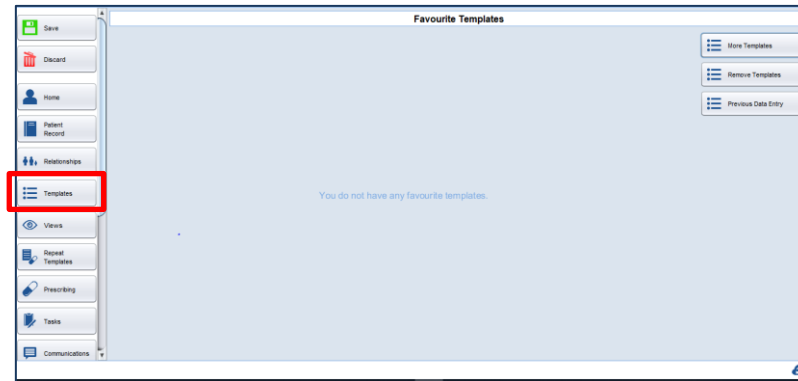 Favourite Templates
Save
Discard
Home
Patient
Record
Relationships
Templates
Views
Repeat
Templates
Prescribing
Tasks
Communications
More Templates
Remove Templates
Previous Data Entry
You do not have any favourite templates.